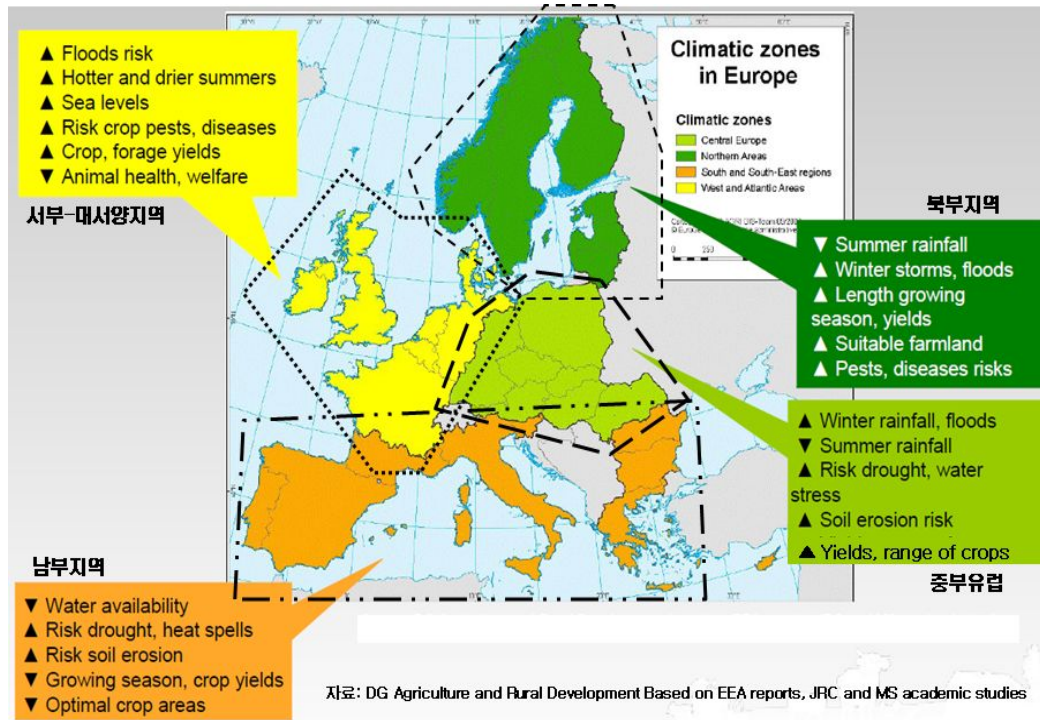 ▲ Floods risk
▲ Hotter and drier summers
▲ Sea levels
▲ Risk crop pests, diseases
▲ Crop, forage yields
▼ Animal health, welfare
서부-대서양지역
Climatic zones
in Europe
Climatic zones
Central Europe
Northern Areas
South and South-East regions
West and Atlantic Areas
0 250
북부지역
▼ Summer rainfall
▲ Winter storms, floods
▲ Length growing
season, yields
▲ Suitable farmland
▲ Pests, diseases risks
▲ Winter rainfall, floods
▼ Summer rainfall
▲ Risk drought, water
stress
▲ Soil erosion risk
▲ Yields, range of crops
중부유럽
남부지역
▼ Water availability
▲ Risk drought, heat spells
▲ Risk soil erosion
▼ Growing season, crop yields
▼ Optimal crop areas
자료: DG Agriculture and Rural Development Based on EEA reports, JRC and MS academic studies